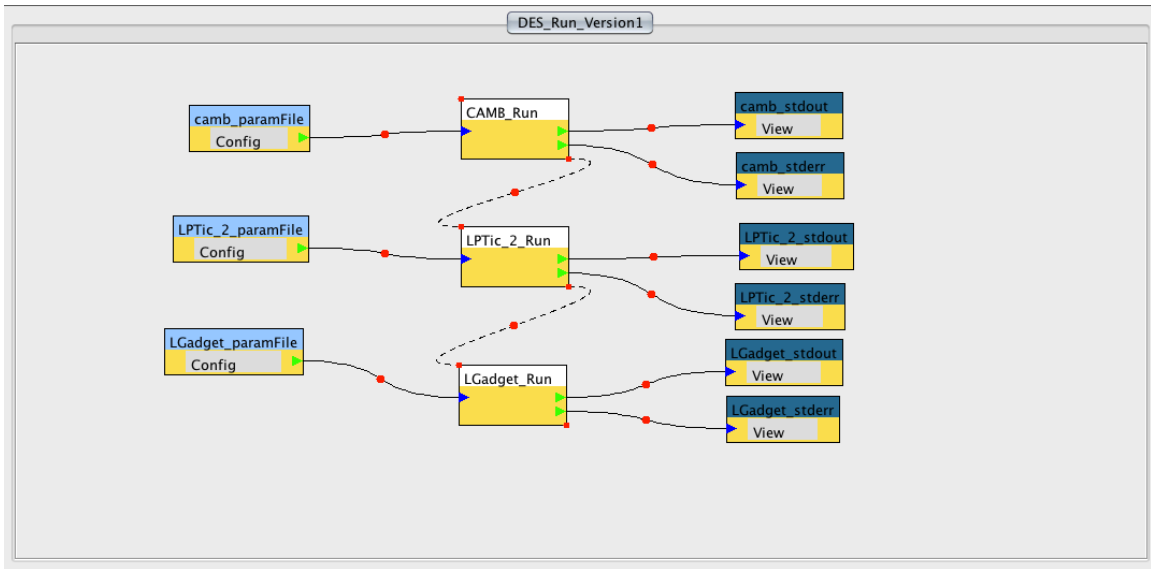 DES_Run_Version1
camb_paramFile
Config
CAMB_Run
camb_stdout
View
camb_stderr
View
LPTic_2_paramFile
Config
LPTic_2_Run
LPTic_2_stdout
View
LPTic_2_stderr
View
LGadget_paramFile
Config
LGadget_Run
LGadget_stdout
View
LGadget_stderr
View